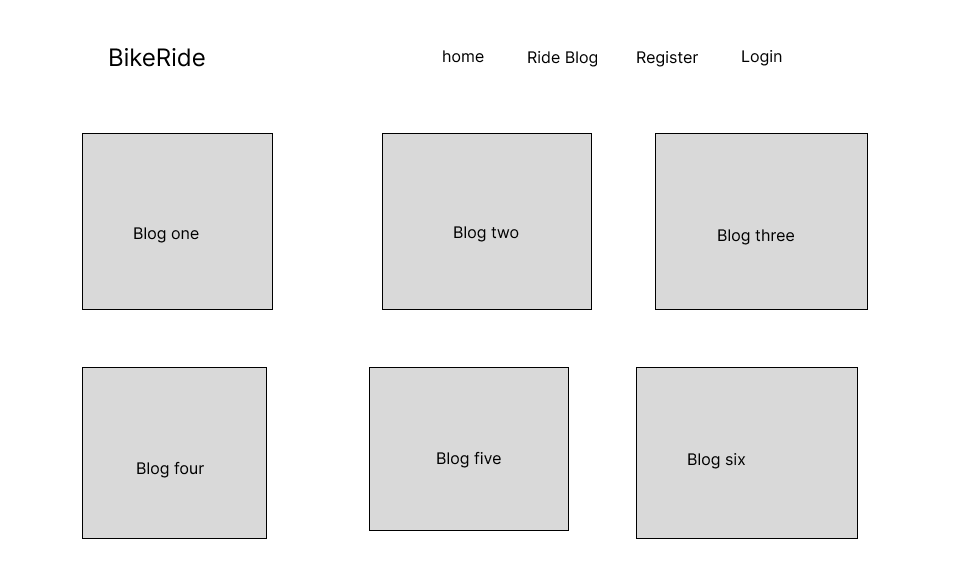 BikeRide
home
Ride Blog
Register
Login
Blog one
Blog two
Blog three
Blog four
Blog five
Blog six